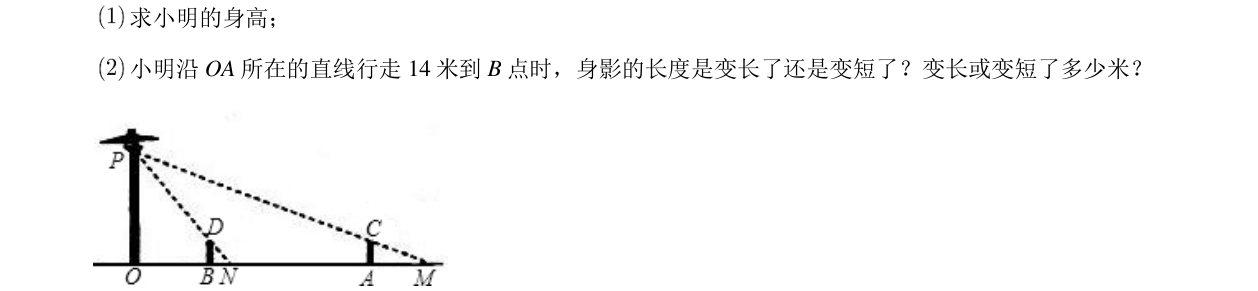 (1)求小明的身高；
(2)小明沿 OA 所在的直线行走 14 米到 B 点时，身影的长度是变长了还是变短了？变长或变短了多少米？
P
D
C
O
B
N
A
M